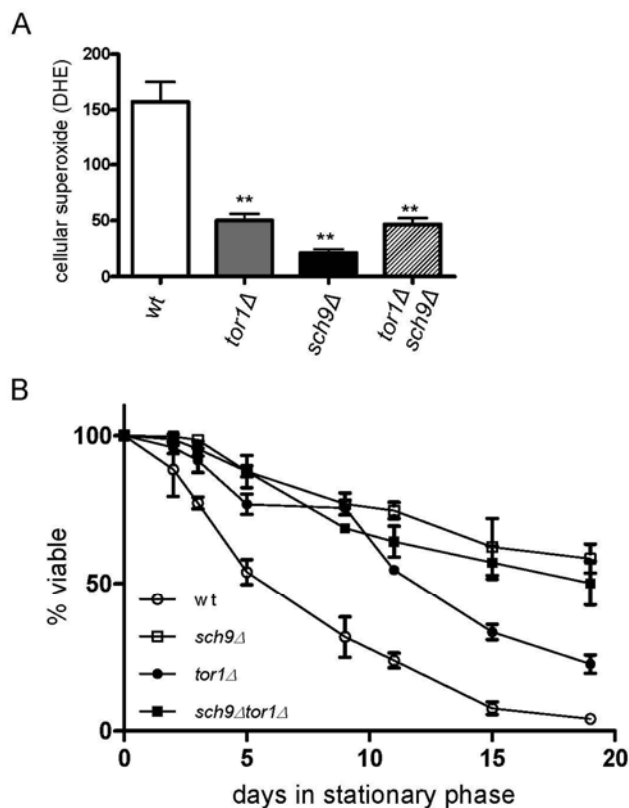 A
cellular superoxide (DHE)
200
150
100
50
0
**
**
**
wt
tor1Δ
sch9Δ
tor1Δ
sch9Δ
B
% viable
100
50
0
wt
sch9Δ
tor1Δ
sch9Δtor1Δ
0 5 10 15 20
days in stationary phase